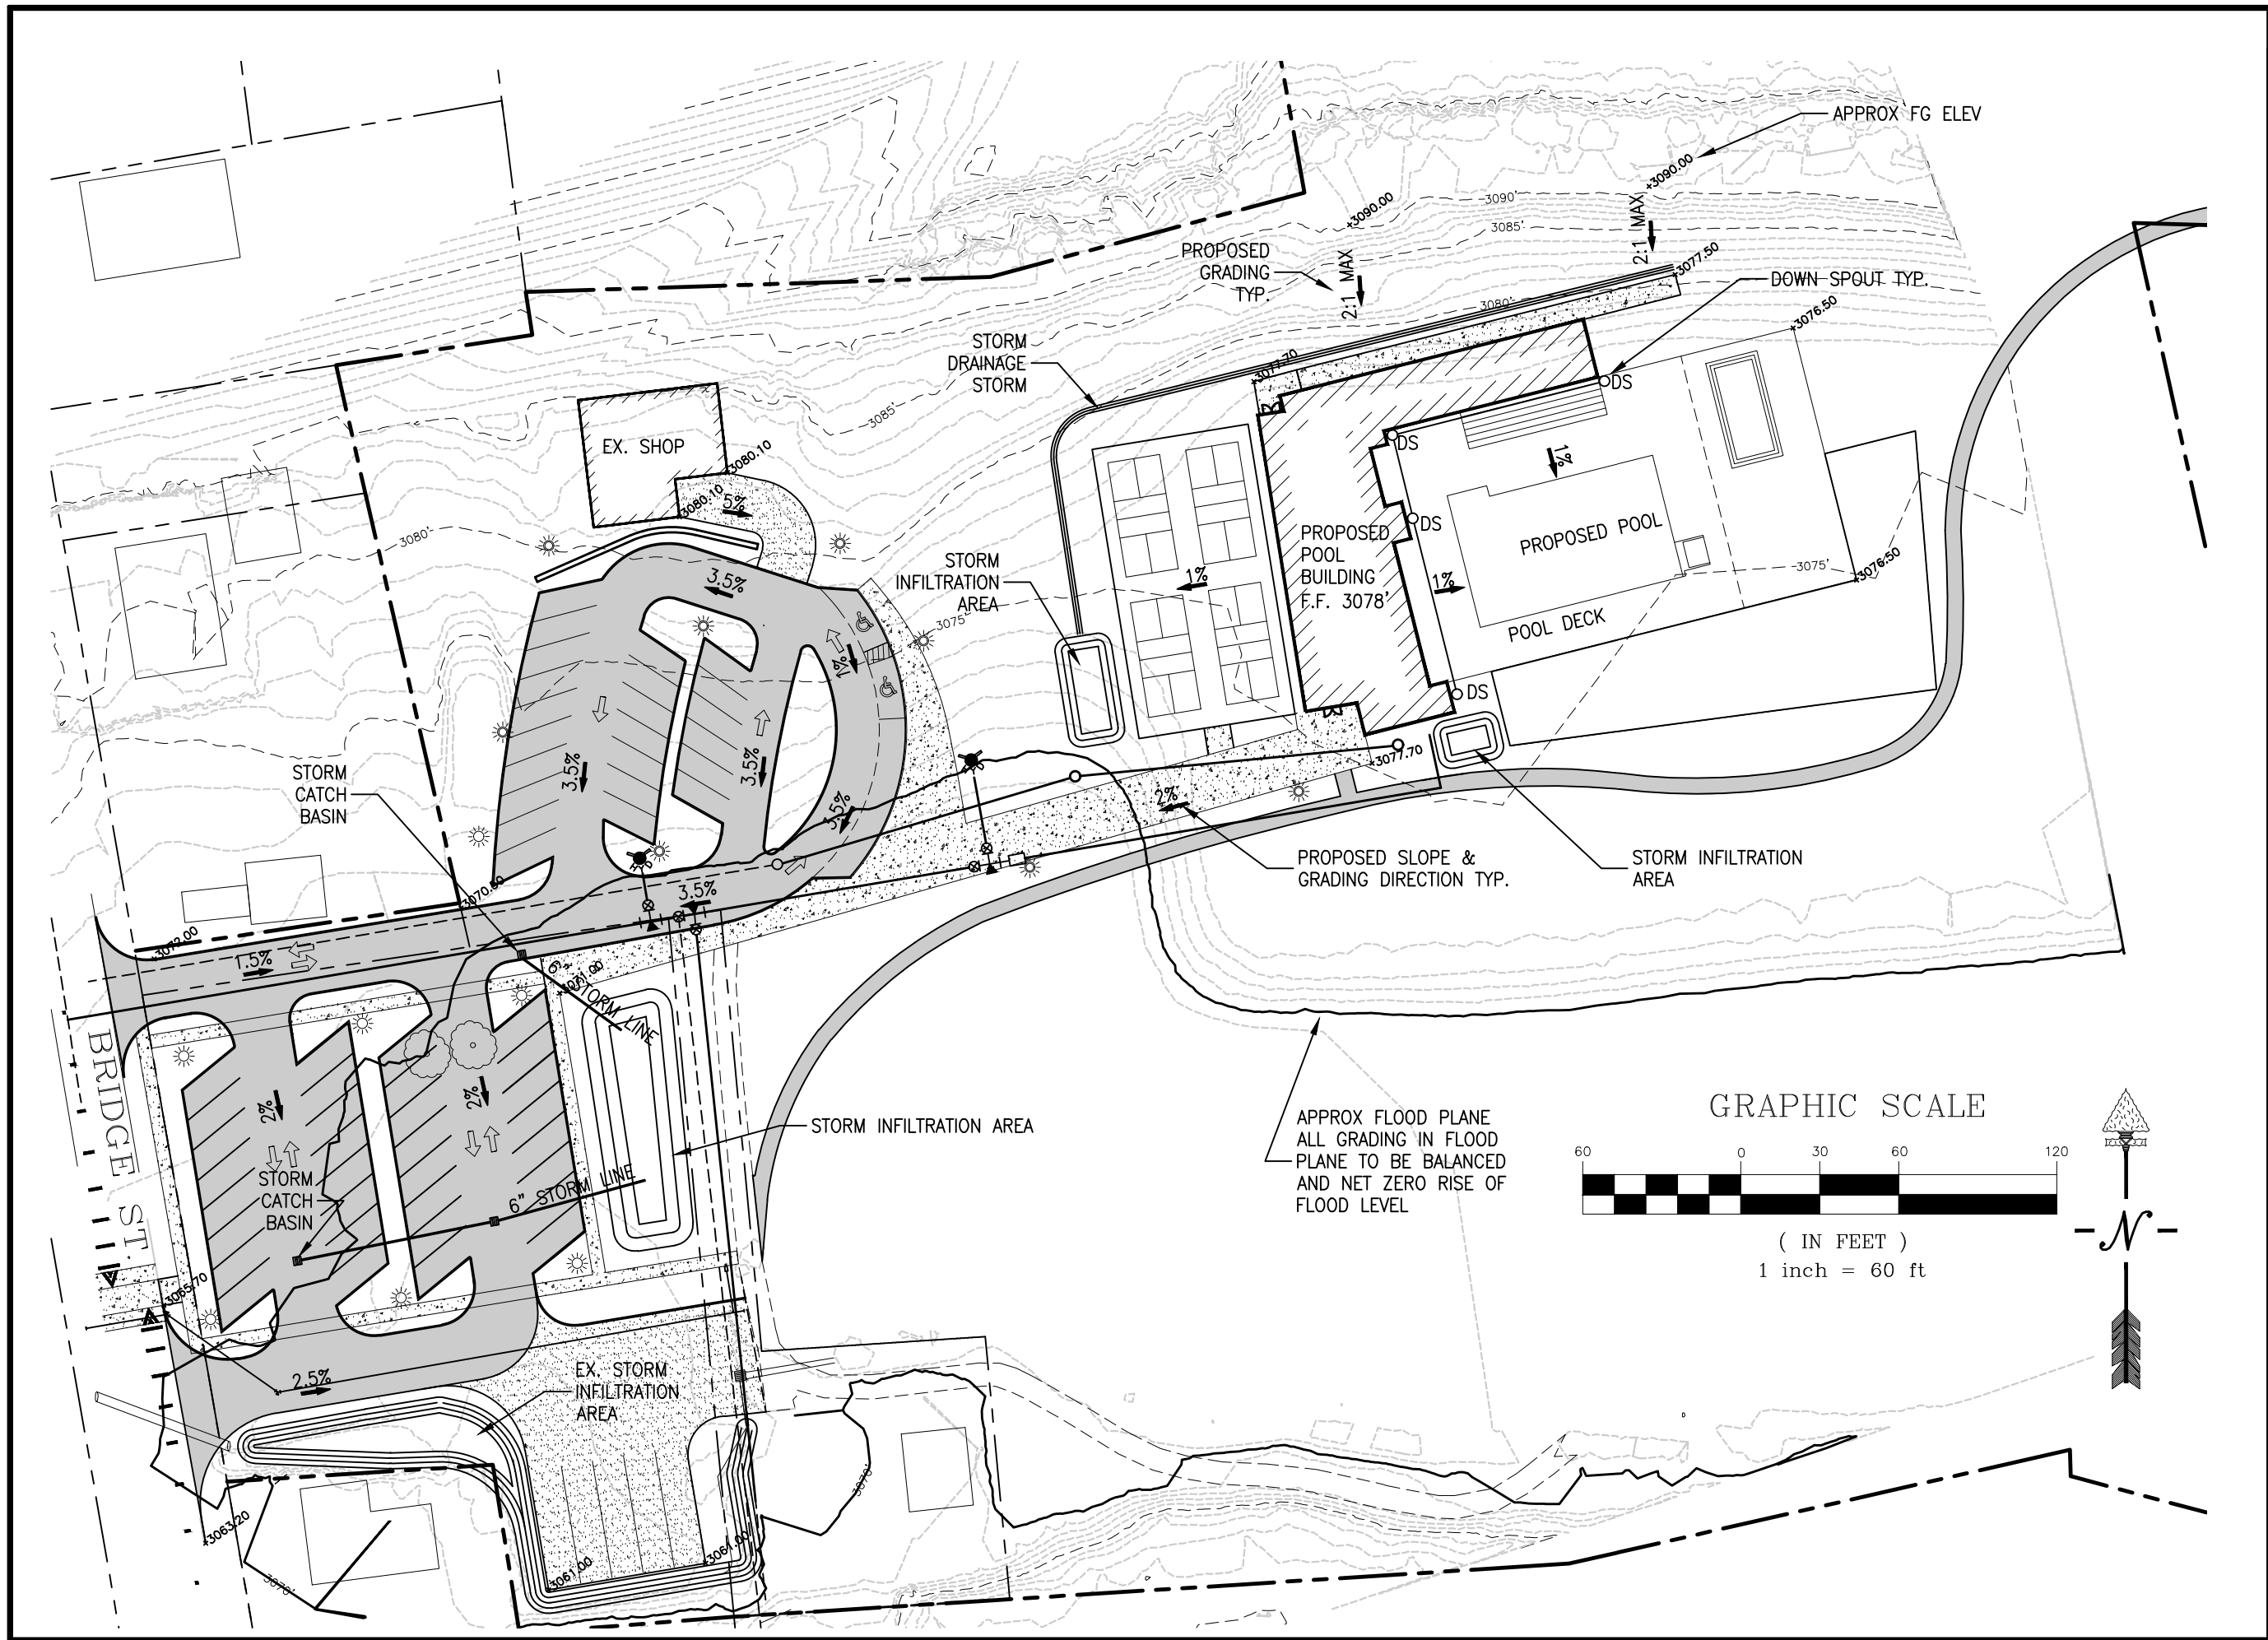 APPROX FG ELEV
+3090.00
+3090.00
3090'
3085'
2:1 MAX
2:1 MAX
PROPOSED
GRADING
TYP.
+3077.50
DOWN SPOUT TYP.
3080'
+3076.50
STORM
DRAINAGE
STORM
+3077.70
DS
3085'
EX. SHOP
+3080.10
DS
1%
+3080.10
5%
3080'
DS
PROPOSED POOL
PROPOSED
POOL
BUILDING
F.F. 3078'
STORM
INFILTRATION
AREA
3.5%
1%
1%
3075'
+3076.50
3075'
POOL DECK
DS
STORM
CATCH
BASIN
3.5%
3.5%
3.5%
+3077.70
2%
PROPOSED SLOPE &
GRADING DIRECTION TYP.
STORM INFILTRATION
AREA
3.5%
+3072.00
1.5%
6" STORM LINE
BRIDGE ST.
2%
2%
STORM INFILTRATION AREA
APPROX FLOOD PLANE
ALL GRADING IN FLOOD
PLANE TO BE BALANCED
AND NET ZERO RISE OF
FLOOD LEVEL
GRAPHIC SCALE
60 0 30 60 120
( IN FEET )
1 inch = 60 ft
N
STORM
CATCH
BASIN
6" STORM LINE
+3065.70
2.5%
EX. STORM
INFILTRATION
AREA
3070'
+3063.20
+3061.00
+3061.00
3070'